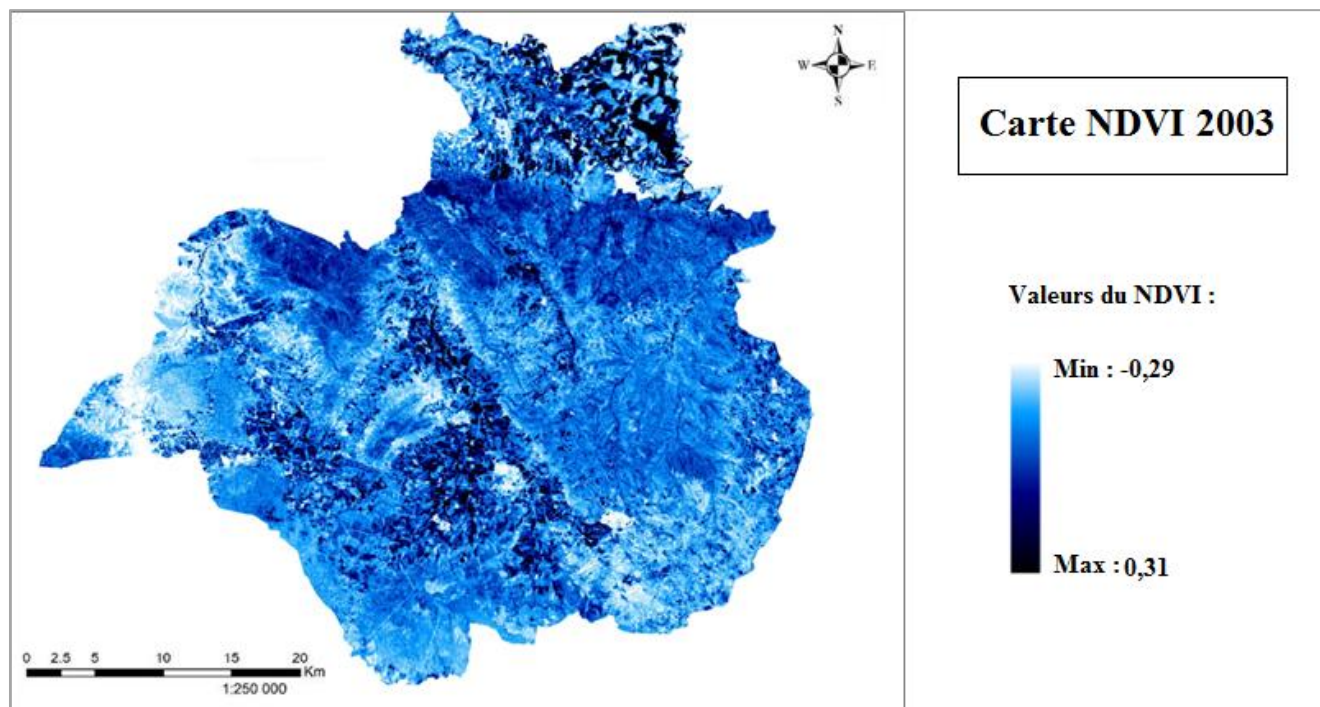 N
W E
S
Carte NDVI 2003
Valeurs du NDVI :
Min : -0,29
Max : 0,31
0 2.5 5 10 15 20
Km
1:250 000